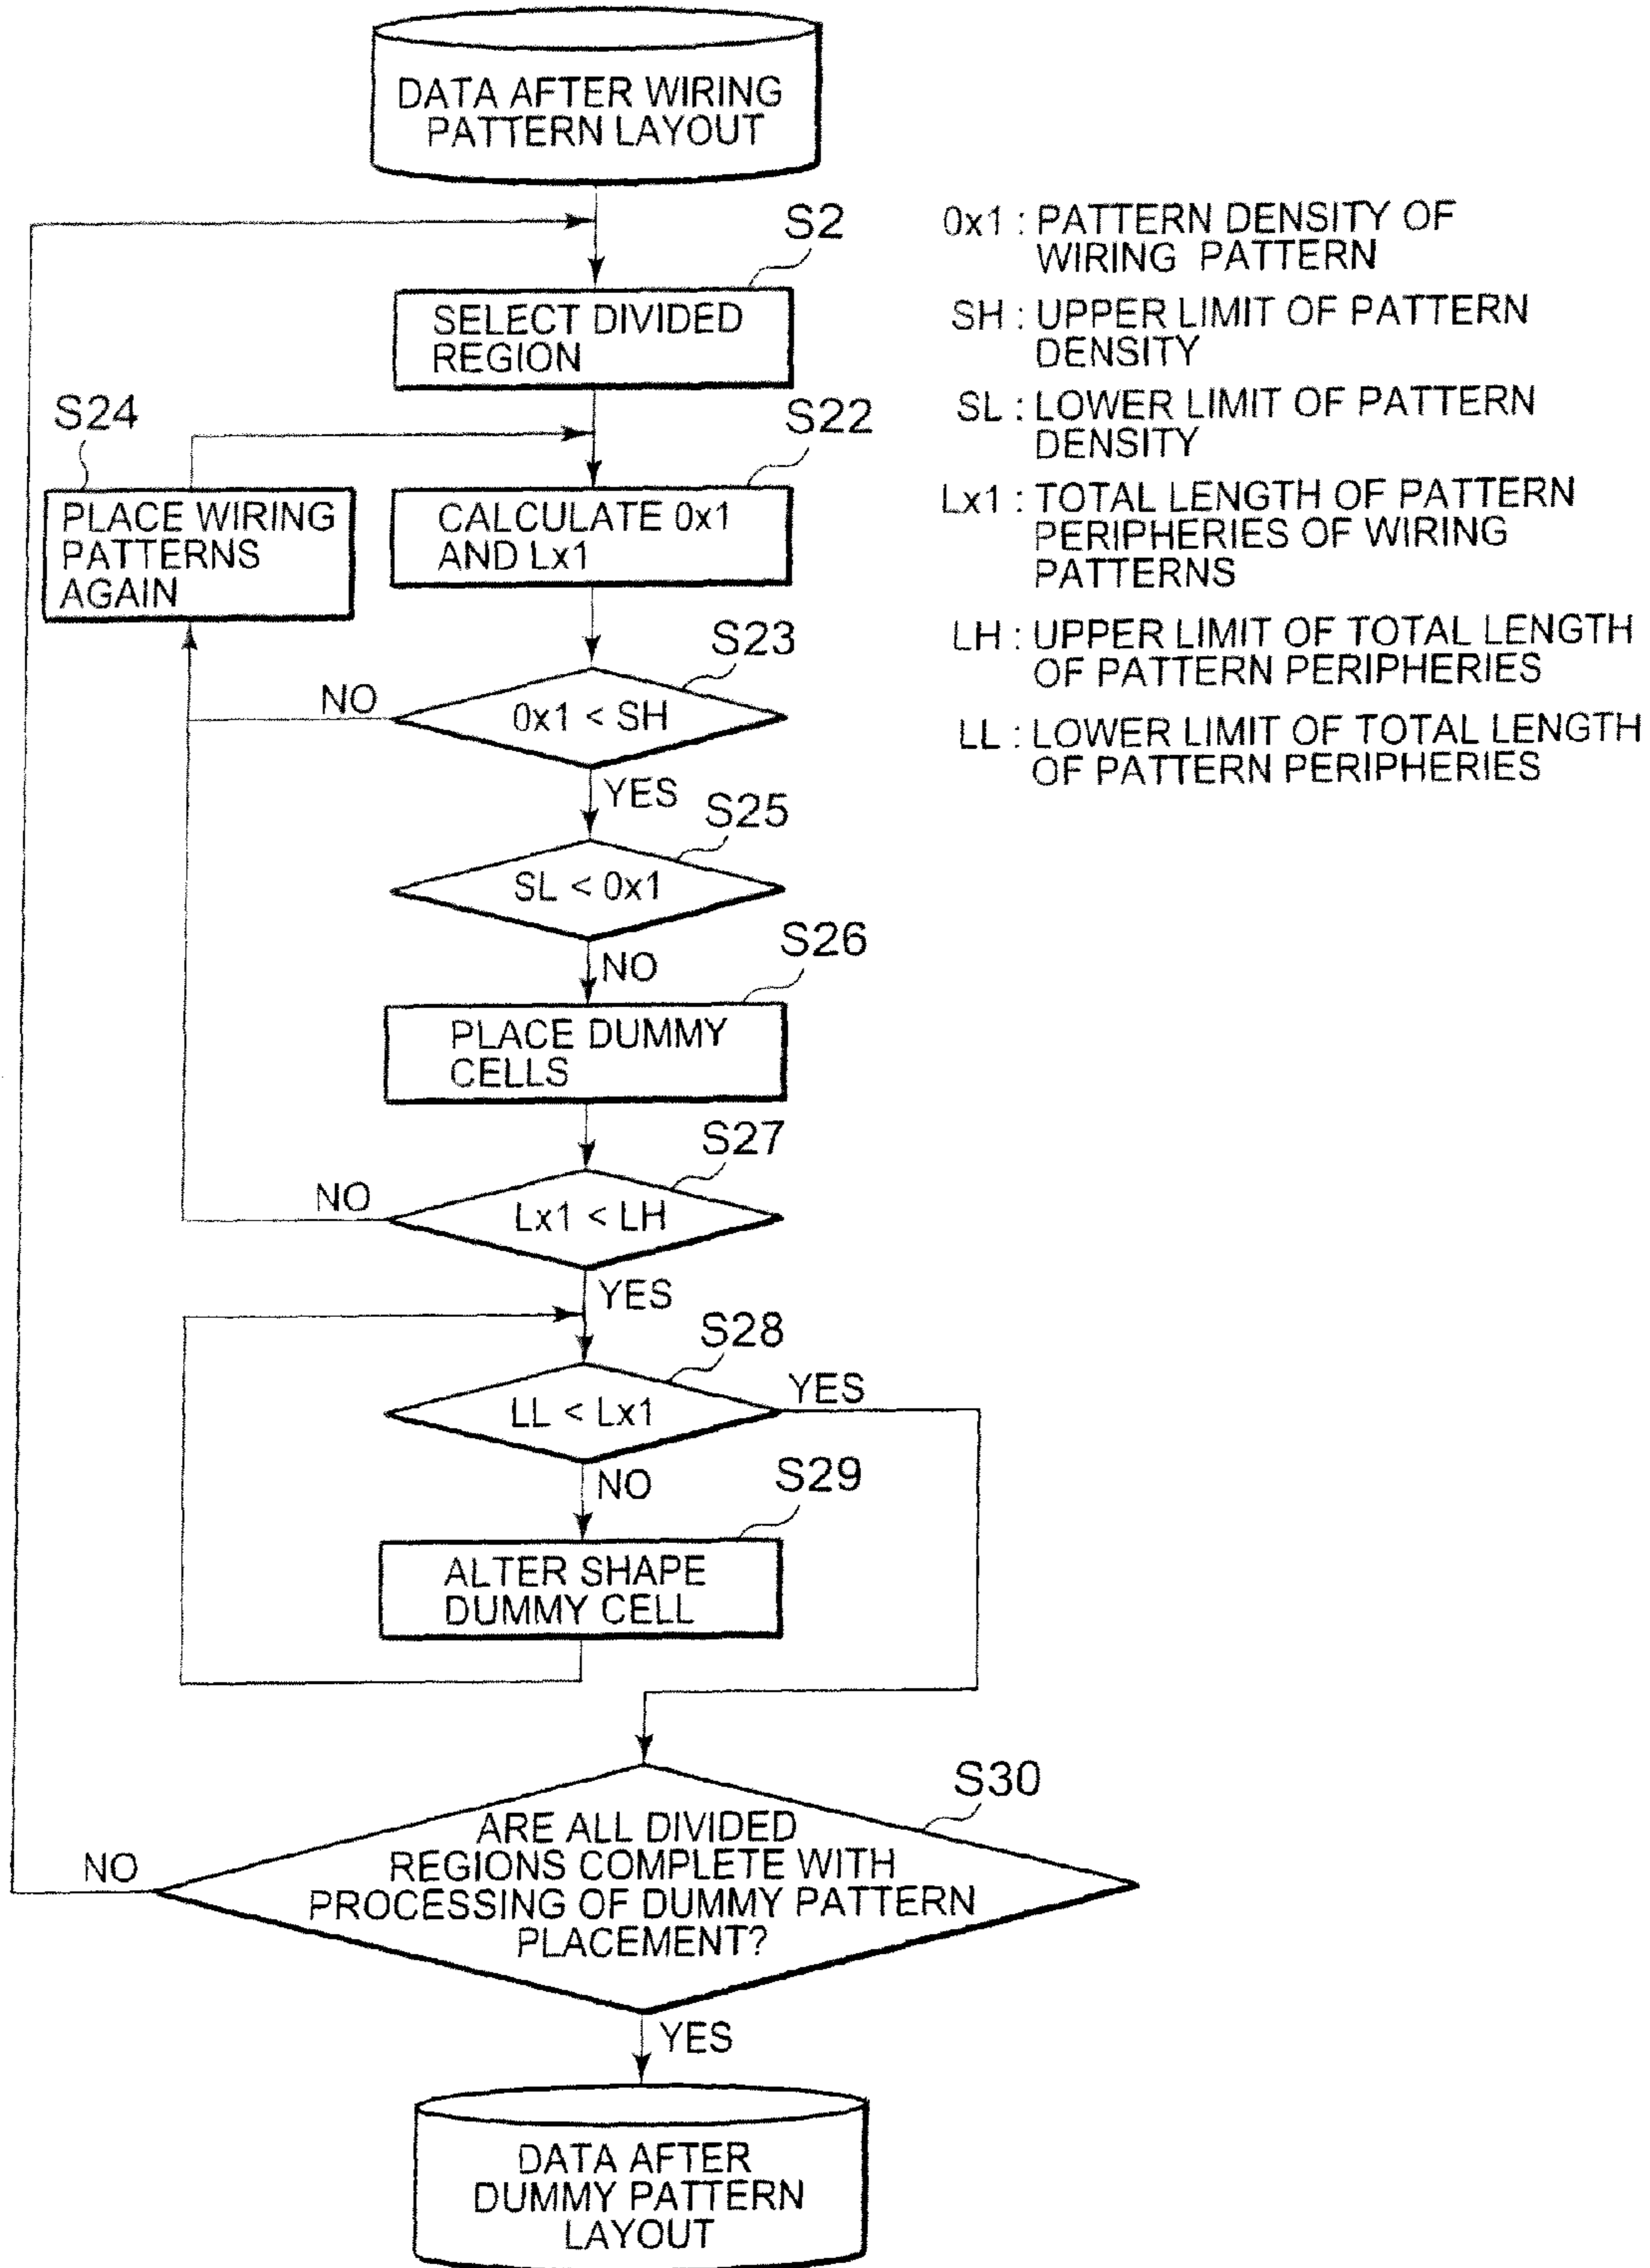 DATA AFTER WIRING
PATTERN LAYOUT
S2
SELECT DIVIDED
REGION
S24
PLACE WIRING
PATTERNS
AGAIN
S22
CALCULATE 0x1
AND Lx1
S23
0x1 < SH
NO
YES
S25
SL < 0x1
NO
S26
PLACE DUMMY
CELLS
S27
Lx1 < LH
NO
YES
S28
LL < Lx1
YES
NO
S29
ALTER SHAPE
DUMMY CELL
S30
ARE ALL DIVIDED
REGIONS COMPLETE WITH
PROCESSING OF DUMMY PATTERN
PLACEMENT?
NO
YES
DATA AFTER
DUMMY PATTERN
LAYOUT
0x1 : PATTERN DENSITY OF
WIRING PATTERN
SH : UPPER LIMIT OF PATTERN
DENSITY
SL : LOWER LIMIT OF PATTERN
DENSITY
Lx1 : TOTAL LENGTH OF PATTERN
PERIPHERIES OF WIRING
PATTERNS
LH : UPPER LIMIT OF TOTAL LENGTH
OF PATTERN PERIPHERIES
LL : LOWER LIMIT OF TOTAL LENGTH
OF PATTERN PERIPHERIES